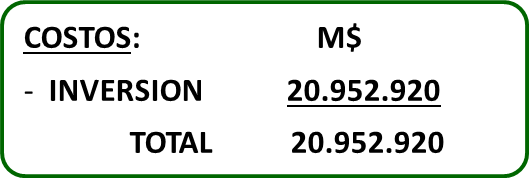 COSTOS: M$
- INVERSION 20.952.920
TOTAL 20.952.920